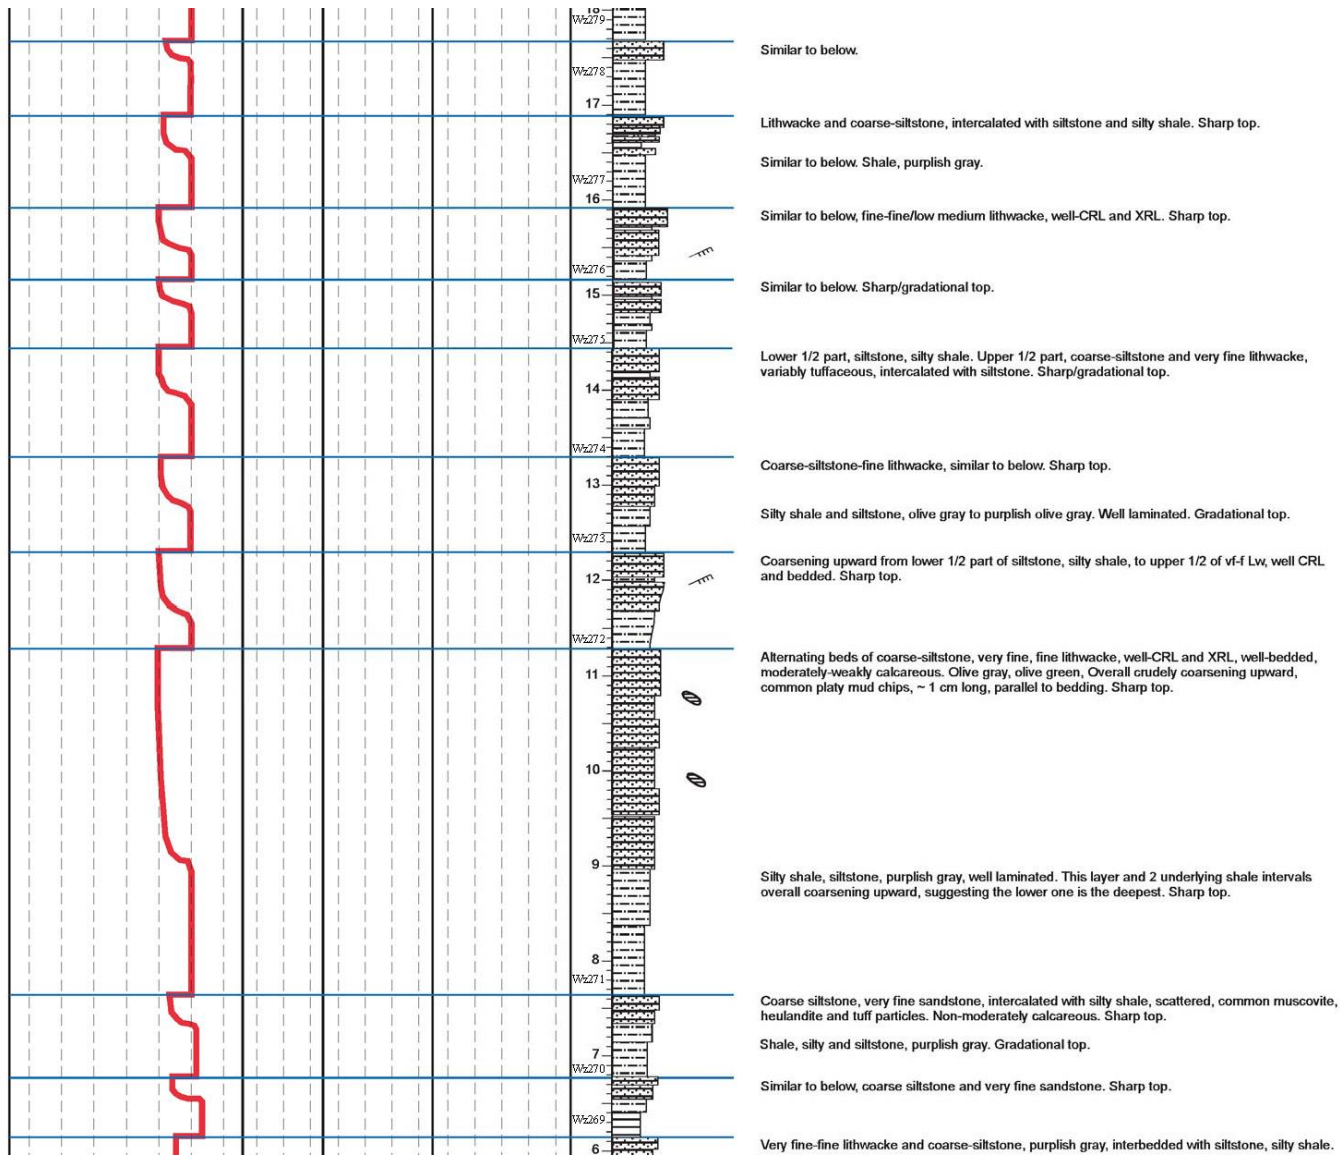 18
Wz279
Similar to below.
Wz278
17
Lithwacke and coarse-siltstone, intercalated with siltstone and silty shale. Sharp top.
Similar to below. Shale, purplish gray.
Wz277
16
Similar to below, fine-fine/low medium lithwacke, well-CRL and XRL. Sharp top.
Wz276
Similar to below. Sharp/gradational top.
15
Wz275
Lower 1/2 part, siltstone, silty shale. Upper 1/2 part, coarse-siltstone and very fine lithwacke,
variably tuffaceous, intercalated with siltstone. Sharp/gradational top.
14
Wz274
Coarse-siltstone-fine lithwacke, similar to below. Sharp top.
13
Silty shale and siltstone, olive gray to purplish olive gray. Well laminated. Gradational top.
Wz273
Coarsening upward from lower 1/2 part of siltstone, silty shale, to upper 1/2 of vf-f Lw, well CRL
and bedded. Sharp top.
12
Wz272
Alternating beds of coarse-siltstone, very fine, fine lithwacke, well-CRL and XRL, well-bedded,
moderately-weakly calcareous. Olive gray, olive green, Overall crudely coarsening upward,
common platy mud chips, ~ 1 cm long, parallel to bedding. Sharp top.
11
10
9
Silty shale, siltstone, purplish gray, well laminated. This layer and 2 underlying shale intervals
overall coarsening upward, suggesting the lower one is the deepest. Sharp top.
8
Wz271
Coarse siltstone, very fine sandstone, intercalated with silty shale, scattered, common muscovite,
heulandite and tuff particles. Non-moderately calcareous. Sharp top.
Shale, silty and siltstone, purplish gray. Gradational top.
7
Wz270
Similar to below, coarse siltstone and very fine sandstone. Sharp top.
Wz269
Very fine-fine lithwacke and coarse-siltstone, purplish gray, interbedded with siltstone, silty shale.
6